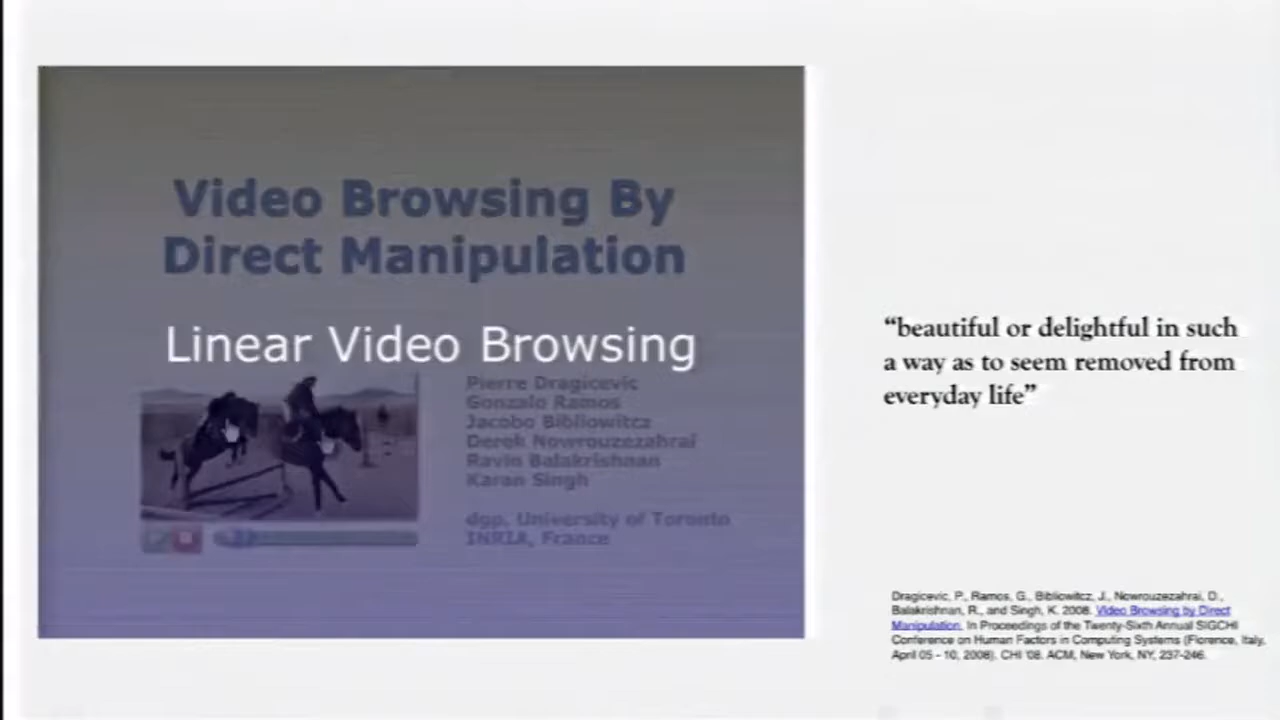 Video Browsing By
Direct Manipulation
Linear Video Browsing
Pierre Dragicevic
Gonzalo Ramos
Jacobo Bibliowitcz
Derek Nowrouzezahrai
Ravin Balakrishnan
Karan Singh
dgp, University of Toronto
INRIA, France
“beautiful or delightful in such
a way as to seem removed from
everyday life”
Dragicevic, P., Ramos, G., Bibliowitcz, J., Nowrouzezahrai, D.,
Balakrishnan, R., and Singh, K. 2008. Video Browsing by Direct
Manipulation. In Proceedings of the Twenty-Sixth Annual SIGCHI
Conference on Human Factors in Computing Systems (Florence, Italy,
April 05 - 10, 2008). CHI '08. ACM, New York, NY, 237-246.